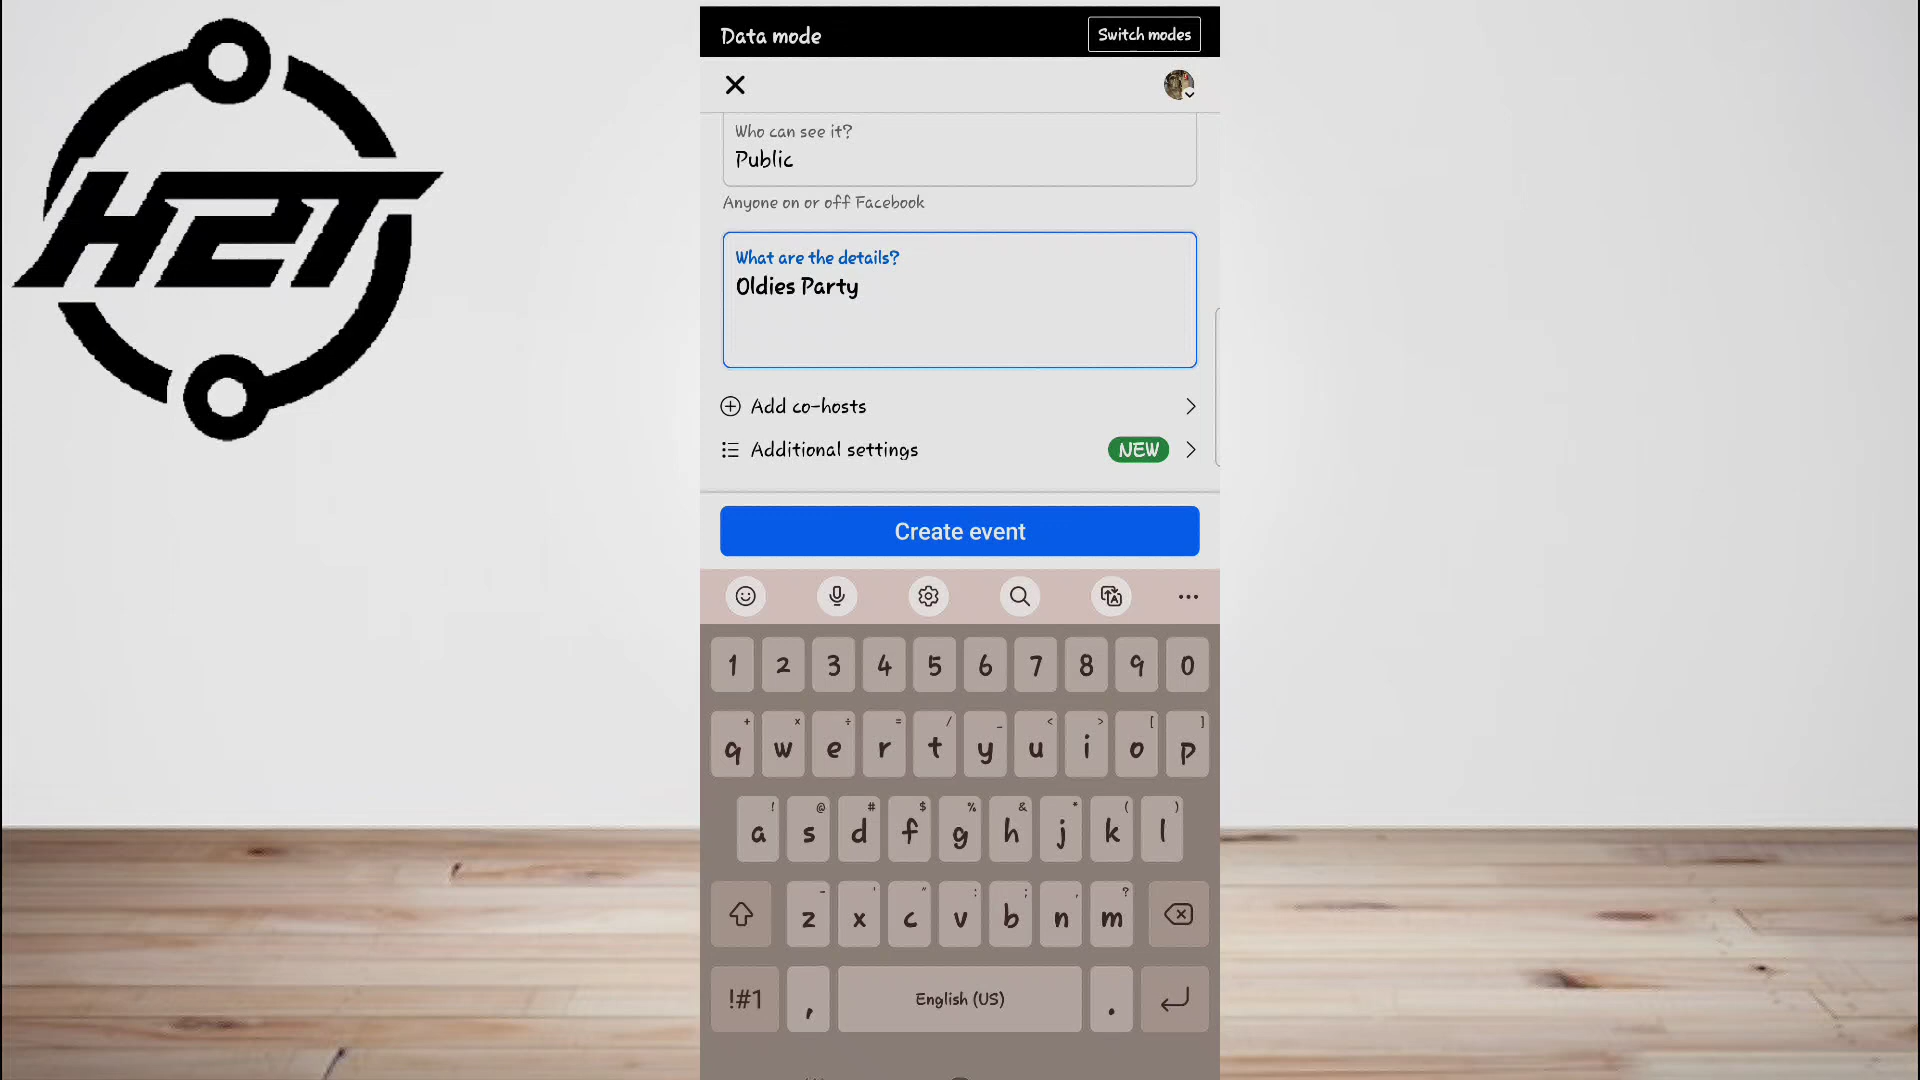 H2T
Data mode
Switch modes
Who can see it?
Public
Anyone on or off Facebook
What are the details?
Oldies Party
Add co-hosts
Additional settings
NEW
Create event
1 2 3 4 5 6 7 8 9 0
+ × ÷ = / _ < > [ ]
q w e r t y u i o p
! @ # $ % & * ( )
a s d f g h j k l
- ' " : ; , ?
z x c v b n m
!#1 , English (US) .